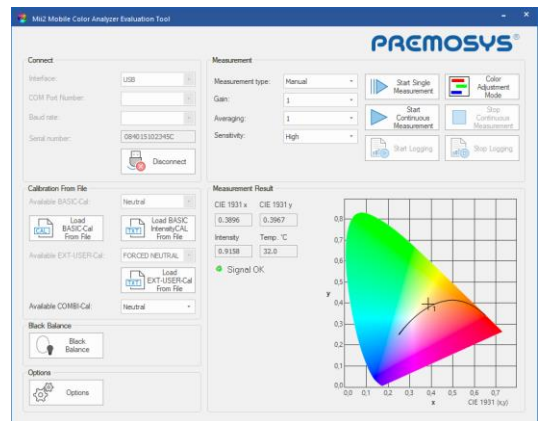 Mii2 Mobile Color Analyzer Evaluation Tool
PREMOSYS®
Connect
Interface:
USB
COM Port Number:
Baud rate:
Serial number:
084015102345C
Disconnect
Measurement
Measurement type:
Manual
Gain:
1
Averaging:
1
Sensitivity:
High
Start Single
Measurement
Color
Adjustment
Mode
Start
Continuous
Measurement
Stop
Continuous
Measurement
Start Logging
Stop Logging
Calibration From File
Available BASIC-Cal:
Neutral
CAL
Load
BASIC-Cal
From File
TXT
Load BASIC
IntensityCAL
From File
Available EXT-USER-Cal:
FORCED NEUTRAL
TXT
Load
EXT-USER-Cal
From File
Available COMBI-Cal:
Neutral
Black Balance
Black
Balance
Options
Options
Measurement Result
CIE 1931 x
CIE 1931 y
0.3896
0.3967
Intensity
Temp. °C
0.9158
32.0
Signal OK
0,8
0,7
0,6
0,5
y
0,4
0,3
0,2
0,1
0,0
0,0 0,1 0,2 0,3 0,4 0,5 0,6 0,7
x
CIE 1931 (x,y)